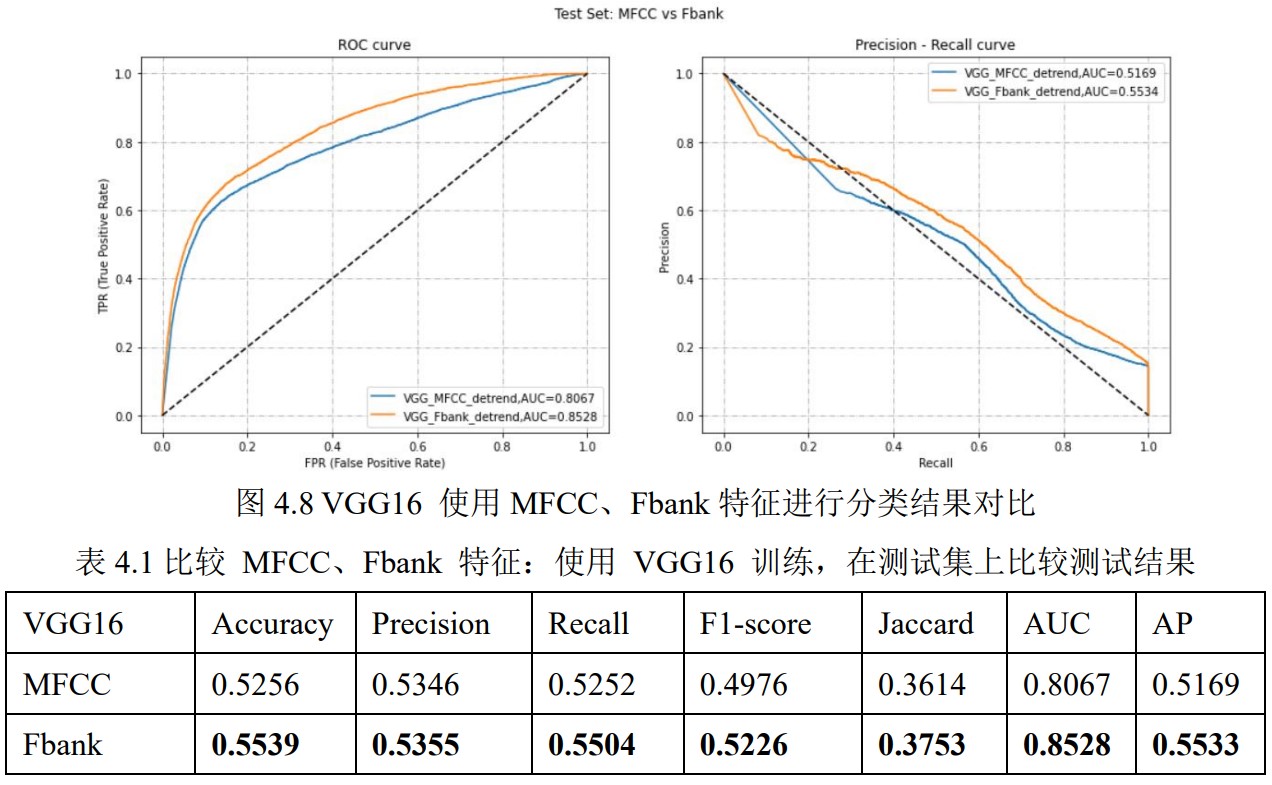 Test Set: MFCC vs Fbank
ROC curve
1.0
0.8
0.6
0.4
0.2
0.0
TPR (True Positive Rate)
VGG_MFCC_detrend,AUC=0.8067
VGG_Fbank_detrend,AUC=0.8528
0.0 0.2 0.4 0.6 0.8 1.0
FPR (False Positive Rate)
Precision - Recall curve
VGG_MFCC_detrend,AUC=0.5169
VGG_Fbank_detrend,AUC=0.5534
1.0
0.8
0.6
0.4
0.2
0.0
Precision
0.0 0.2 0.4 0.6 0.8 1.0
Recall
图 4.8 VGG16 使用 MFCC、Fbank 特征进行分类结果对比
表 4.1 比较 MFCC、Fbank 特征：使用 VGG16 训练，在测试集上比较测试结果
VGG16 Accuracy Precision Recall F1-score Jaccard AUC AP
MFCC 0.5256 0.5346 0.5252 0.4976 0.3614 0.8067 0.5169
Fbank 0.5539 0.5355 0.5504 0.5226 0.3753 0.8528 0.5533